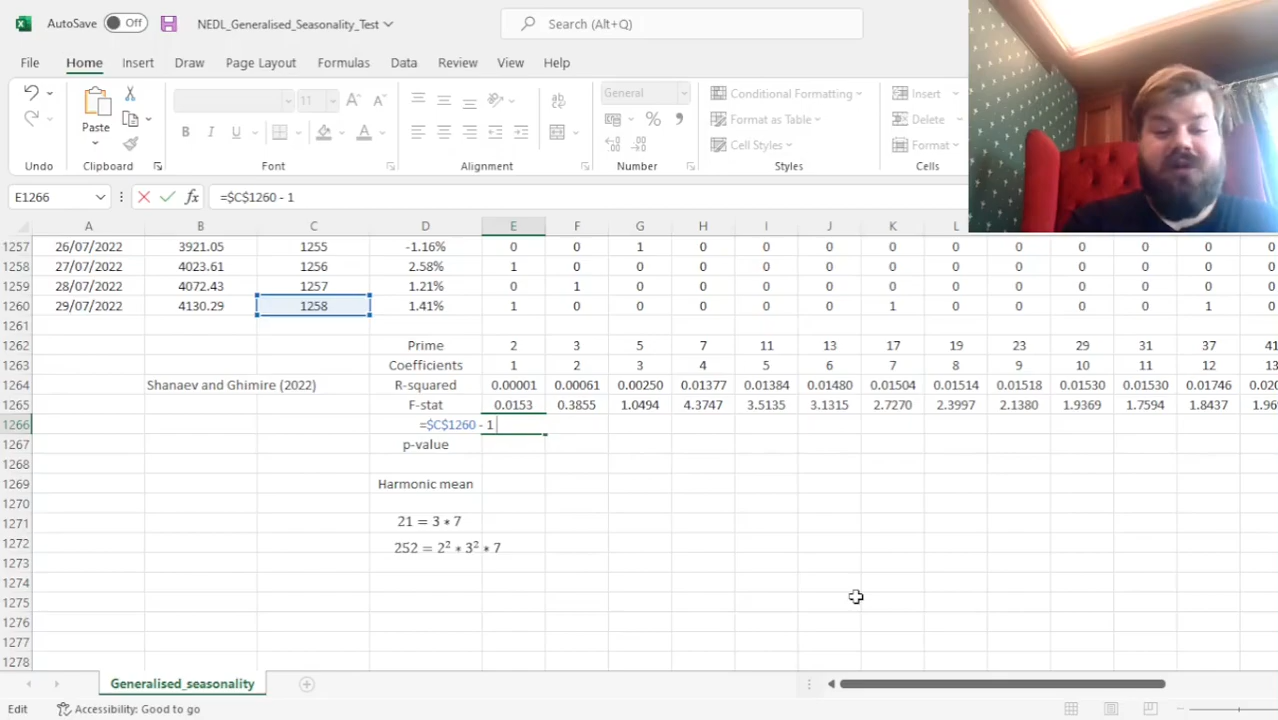 AutoSave Off NEDL_Generalised_Seasonality_Test Search (Alt+Q)
File Home Insert Draw Page Layout Formulas Data Review View Help
Paste
11
B I U A
General
% 9
Conditional Formatting
Format as Table
Cell Styles
Insert
Delete
Format
Undo Clipboard Font Alignment Number Styles Cells
E1266 fx =$C$1260 - 1
A B C D E F G H I J K L
1257 26/07/2022 3921.05 1255 -1.16% 0 0 1 0 0 0 0 0 0 0 0 0
1258 27/07/2022 4023.61 1256 2.58% 1 0 0 0 0 0 0 0 0 0 0 0
1259 28/07/2022 4072.43 1257 1.21% 0 1 0 0 0 0 0 0 0 0 0 0
1260 29/07/2022 4130.29 1258 1.41% 1 0 0 0 0 0 1 0 0 0 0 1 0
1261
1262 Prime 2 3 5 7 11 13 17 19 23 29 31 37 41
1263 Coefficients 1 2 3 4 5 6 7 8 9 10 11 12 13
1264 Shanaev and Ghimire (2022) R-squared 0.00001 0.00061 0.00250 0.01377 0.01384 0.01480 0.01504 0.01514 0.01518 0.01530 0.01530 0.01746 0.020
1265 F-stat 0.0153 0.3855 1.0494 4.3747 3.5135 3.1315 2.7270 2.3997 2.1380 1.9369 1.7594 1.8437 1.969
1266 =$C$1260 - 1
1267 p-value
1268
1269 Harmonic mean
1270
1271 21 = 3 * 7
1272 252 = 2² * 3² * 7
1273
1274
1275
1276
1277
1278
Generalised_seasonality
Edit Accessibility: Good to go